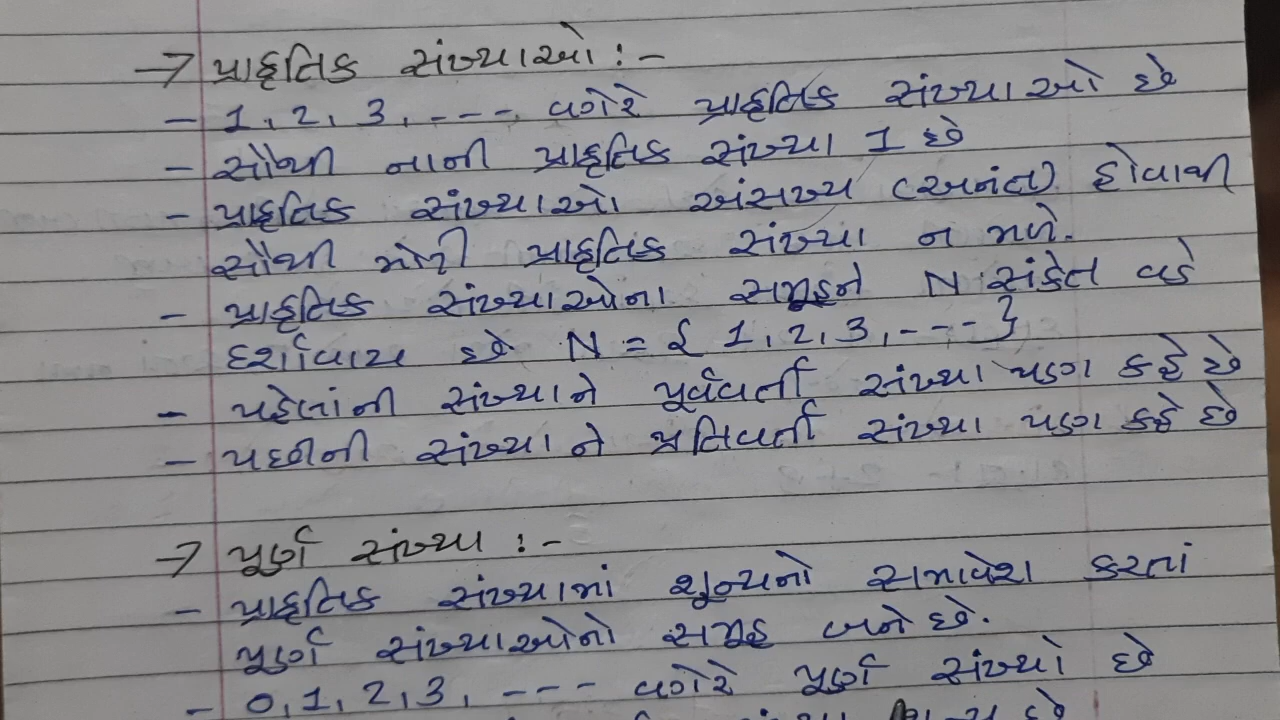 → પ્રાકૃતિક સંખ્યાઓ :-
- 1, 2, 3, --- વગેરે પ્રાકૃતિક સંખ્યાઓ છે
- સૌથી નાની પ્રાકૃતિક સંખ્યા 1 છે
- પ્રાકૃતિક સંખ્યાઓ અંસખ્ય (અનંત) હોવાથી
સૌથી મોટી પ્રાકૃતિક સંખ્યા ન મળે.
- પ્રાકૃતિક સંખ્યાઓના સમૂહને N સંકેત વડે
દર્શાવાય છે N = { 1, 2, 3, --- }
- પહેલાંની સંખ્યાને પૂર્વવર્તી સંખ્યા પણ કહે છે
- પછીની સંખ્યાને પ્રતિવર્તી સંખ્યા પણ કહે છે
→ પૂર્ણ સંખ્યા :-
- પ્રાકૃતિક સંખ્યામાં શૂન્યનો સમાવેશ કરતાં
પૂર્ણ સંખ્યાઓનો સમૂહ બને છે.
- 0, 1, 2, 3, --- વગેરે પૂર્ણ સંખ્યો છે